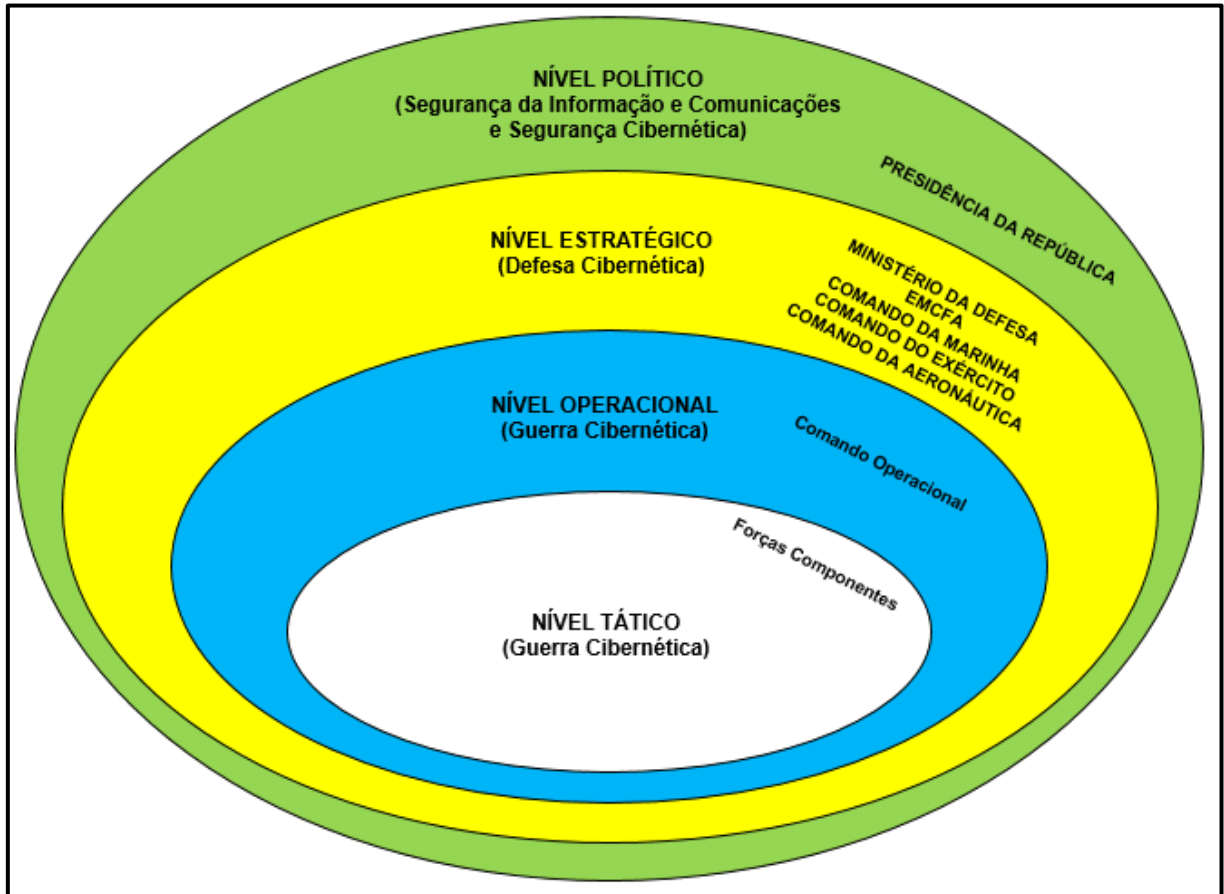 NÍVEL POLÍTICO
(Segurança da Informação e Comunicações
e Segurança Cibernética)
PRESIDÊNCIA DA REPÚBLICA
NÍVEL ESTRATÉGICO
(Defesa Cibernética)
MINISTÉRIO DA DEFESA
EMCFA
COMANDO DA MARINHA
COMANDO DO EXÉRCITO
COMANDO DA AERONÁUTICA
NÍVEL OPERACIONAL
(Guerra Cibernética)
Comando Operacional
Forças Componentes
NÍVEL TÁTICO
(Guerra Cibernética)